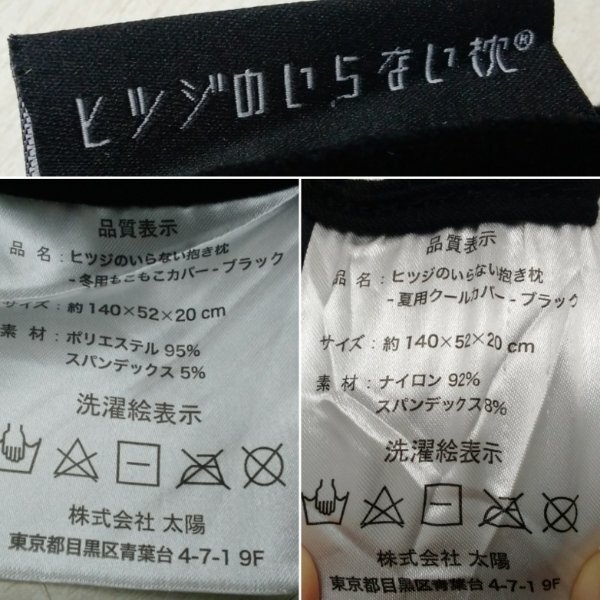 ヒツジのいらない枕®
品質表示
品 名：ヒツジのいらない抱き枕
-冬用もこもこカバー-ブラック
サイズ：約 140×52×20 cm
素 材：ポリエステル 95%
スパンデックス 5%
洗濯絵表示
株式会社 太陽
東京都目黒区青葉台 4-7-1 9F
品質表示
品 名：ヒツジのいらない抱き枕
-夏用クールカバー-ブラック
サイズ：約 140×52×20 cm
素 材：ナイロン 92%
スパンデックス8%
洗濯絵表示
株式会社 太陽
東京都目黒区青葉台 4-7-1 9F